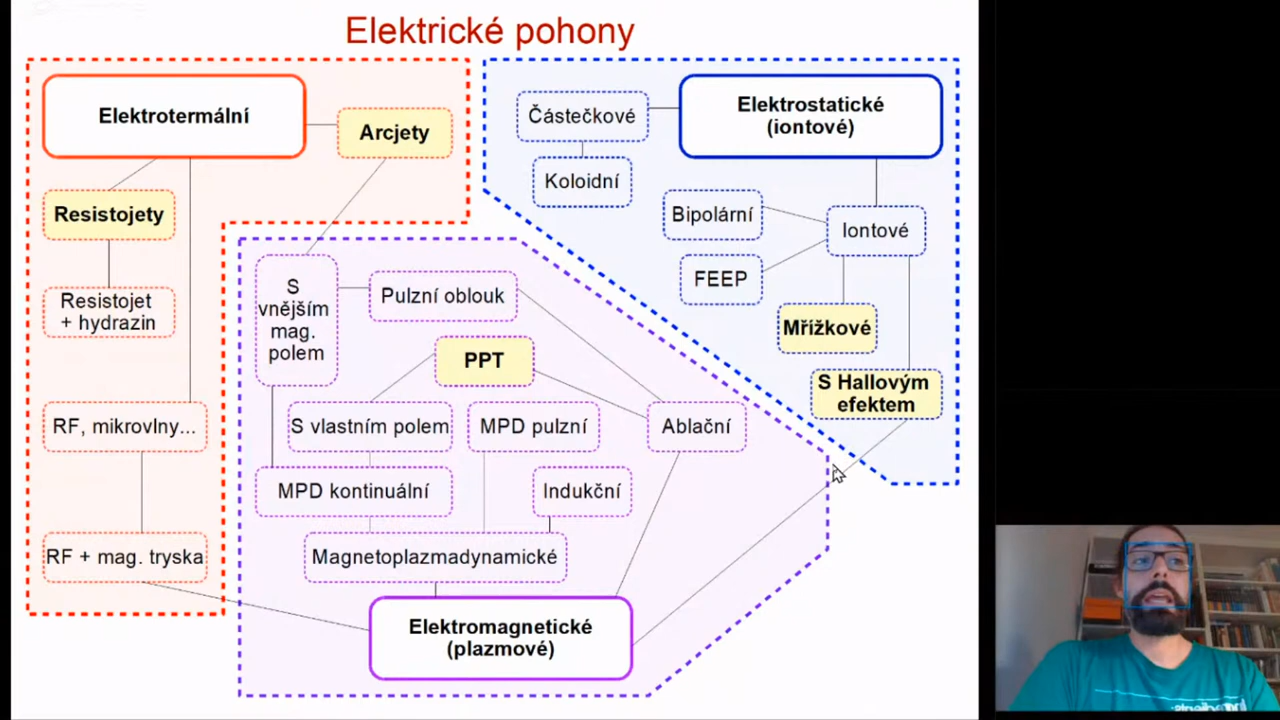 Elektrické pohony
Elektrotermální
Arcjety
Resistojety
Resistojet
+ hydrazin
RF, mikrovlny...
RF + mag. tryska
Částečkové
Koloidní
Elektrostatické
(iontové)
Bipolární
Iontové
FEEP
Mřížkové
S Hallovým
efektem
S
vnějším
mag.
polem
Pulzní oblouk
PPT
S vlastním polem
MPD pulzní
Ablační
MPD kontinuální
Indukční
Magnetoplazmadynamické
Elektromagnetické
(plazmové)